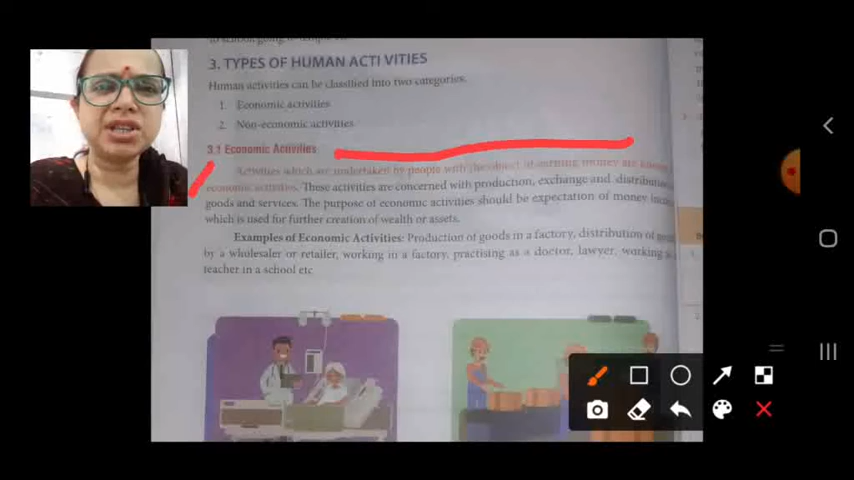 to school, going to
3. TYPES OF HUMAN ACTI VITIES
Human activities can be classified into two categories.
1. Economic activities
2. Non-economic activities
3.1 Economic Activities
Activities which are undertaken by people with the object of earning money are known
economic activities. These activities are concerned with production, exchange and
goods and services. The purpose of economic activities should be expectation of money
which is used for further creation of wealth or assets.
Examples of Economic Activities: Production of goods in a factory, distribution of
by a wholesaler or retailer, working in a factory, practising as a doctor, lawyer, working
teacher in a school etc